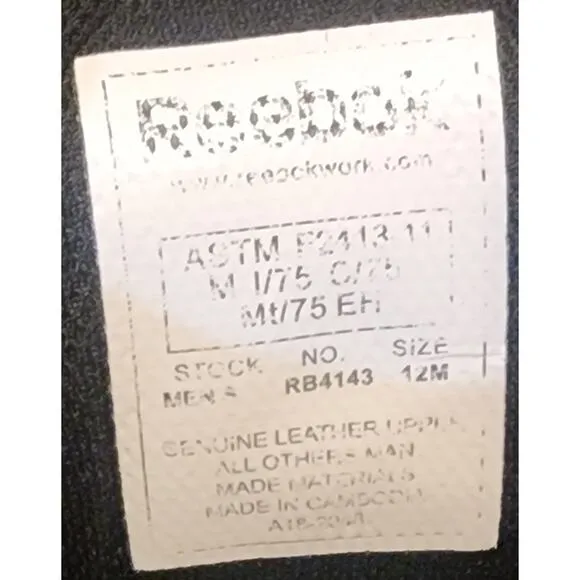 Reebok
www.reebokwork.com
ASTM F2413-11
M I/75 C/75
Mt/75 EH
STOCK NO. SIZE
MEN'S RB4143 12M
GENUINE LEATHER UPPER
ALL OTHERS MAN
MADE MATERIALS
MADE IN CAMBODIA